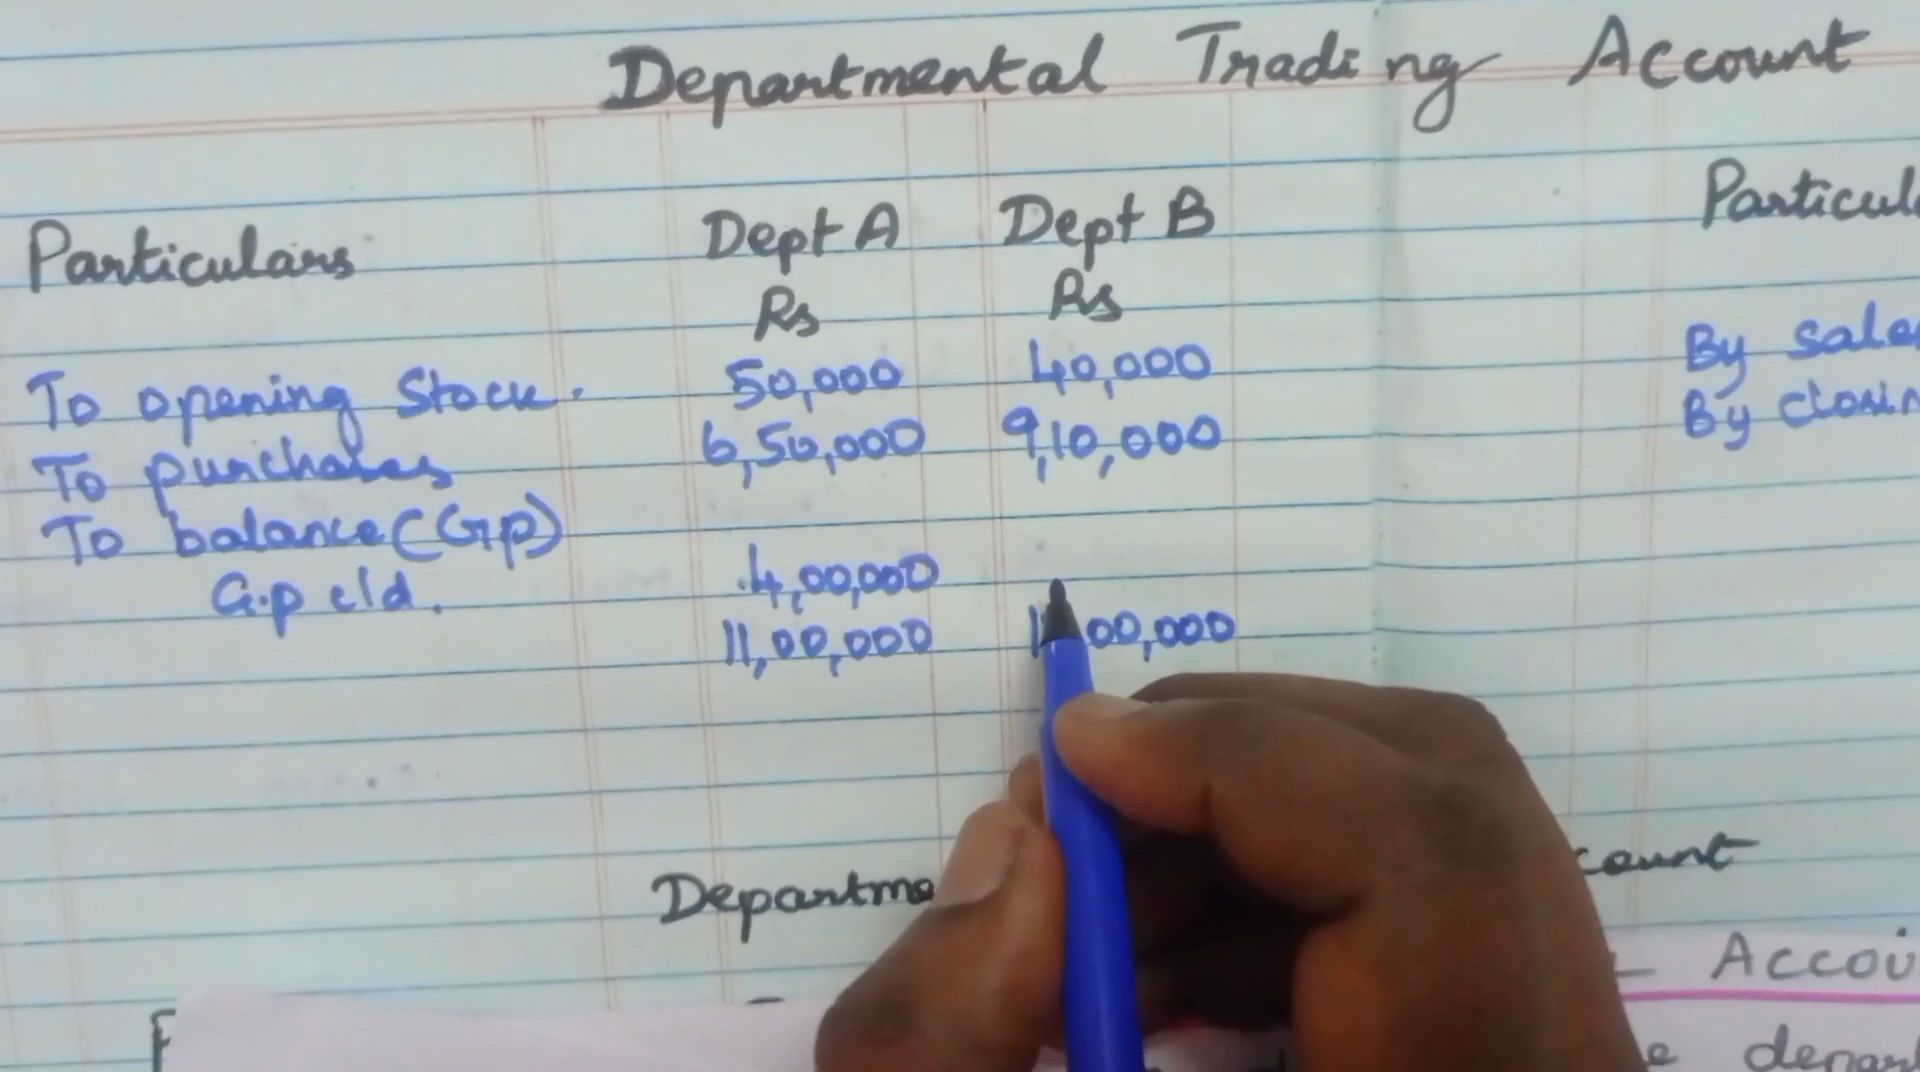 Departmental Trading Account
Particulars Dept A Dept B
Rs Rs
To opening Stock. 50,000 40,000
To purchases 6,50,000 9,10,000
To balance (Gp)
G.p c/d. 4,00,000
11,00,000 00,000
Particul
By sale
By closin
Departme count
Accou
depar